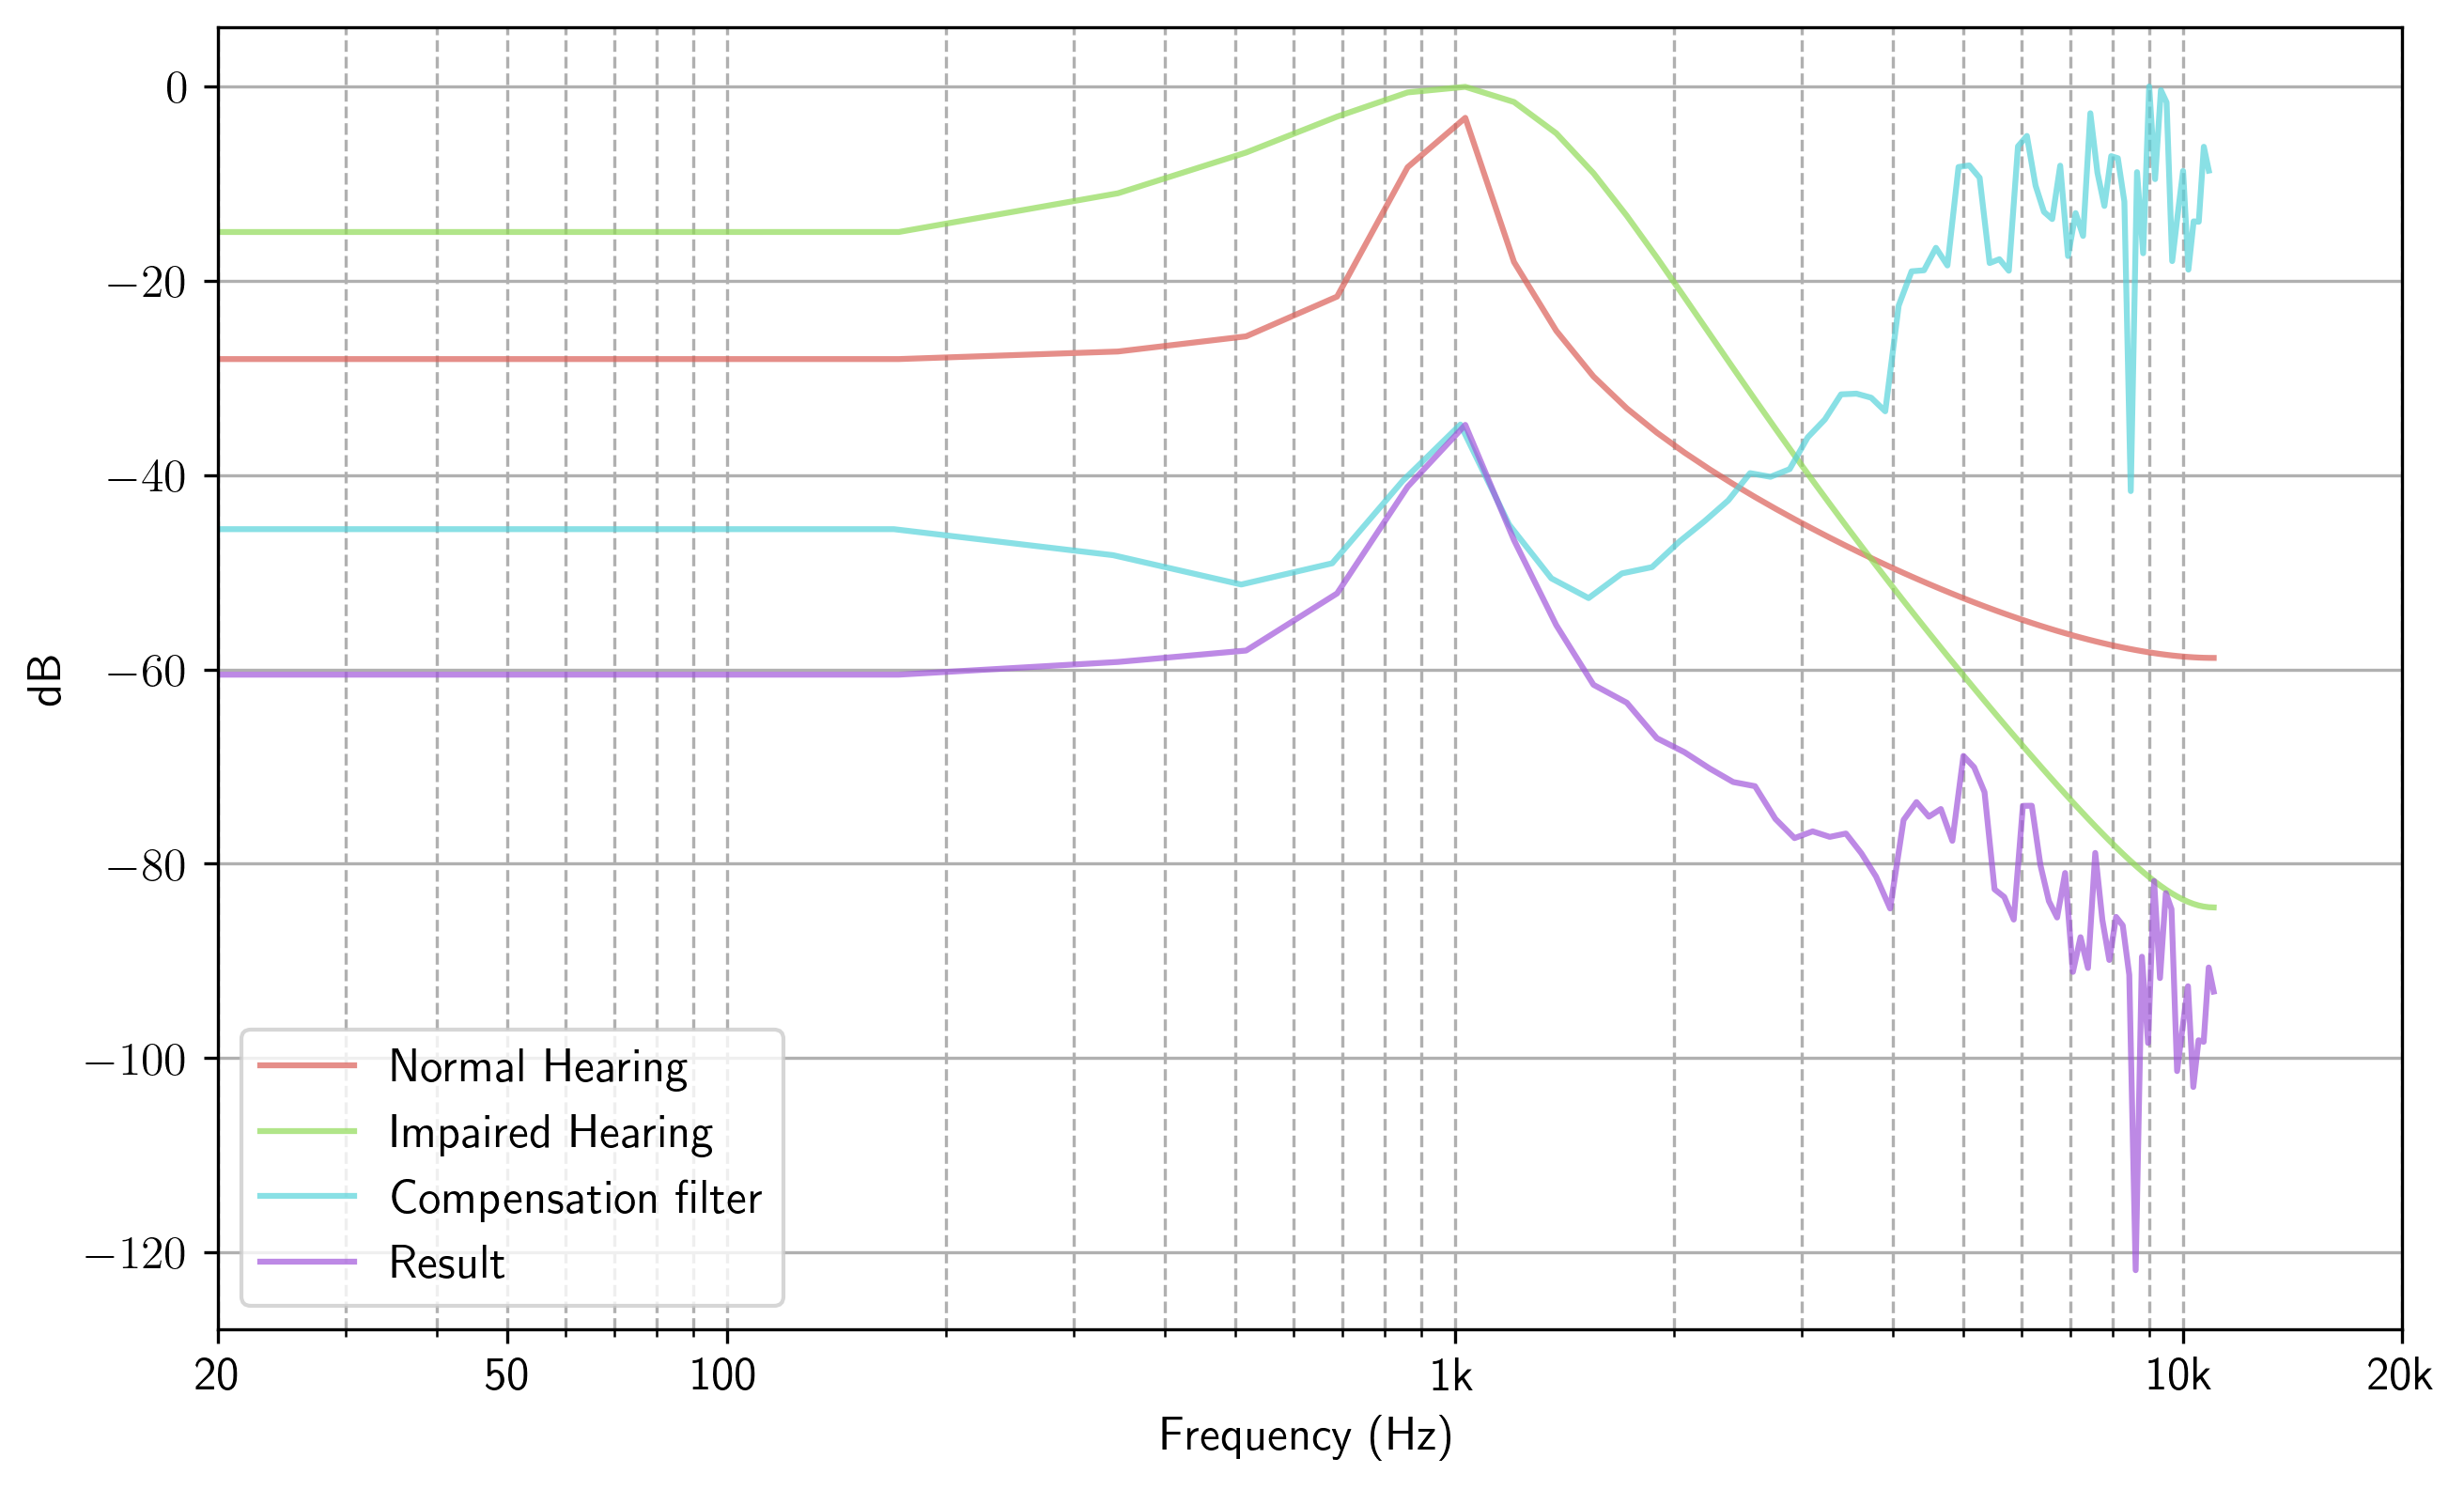 0
−20
−40
−60
−80
−100
−120
dB
Normal Hearing
Impaired Hearing
Compensation filter
Result
20 50 100 1k 10k 20k
Frequency (Hz)